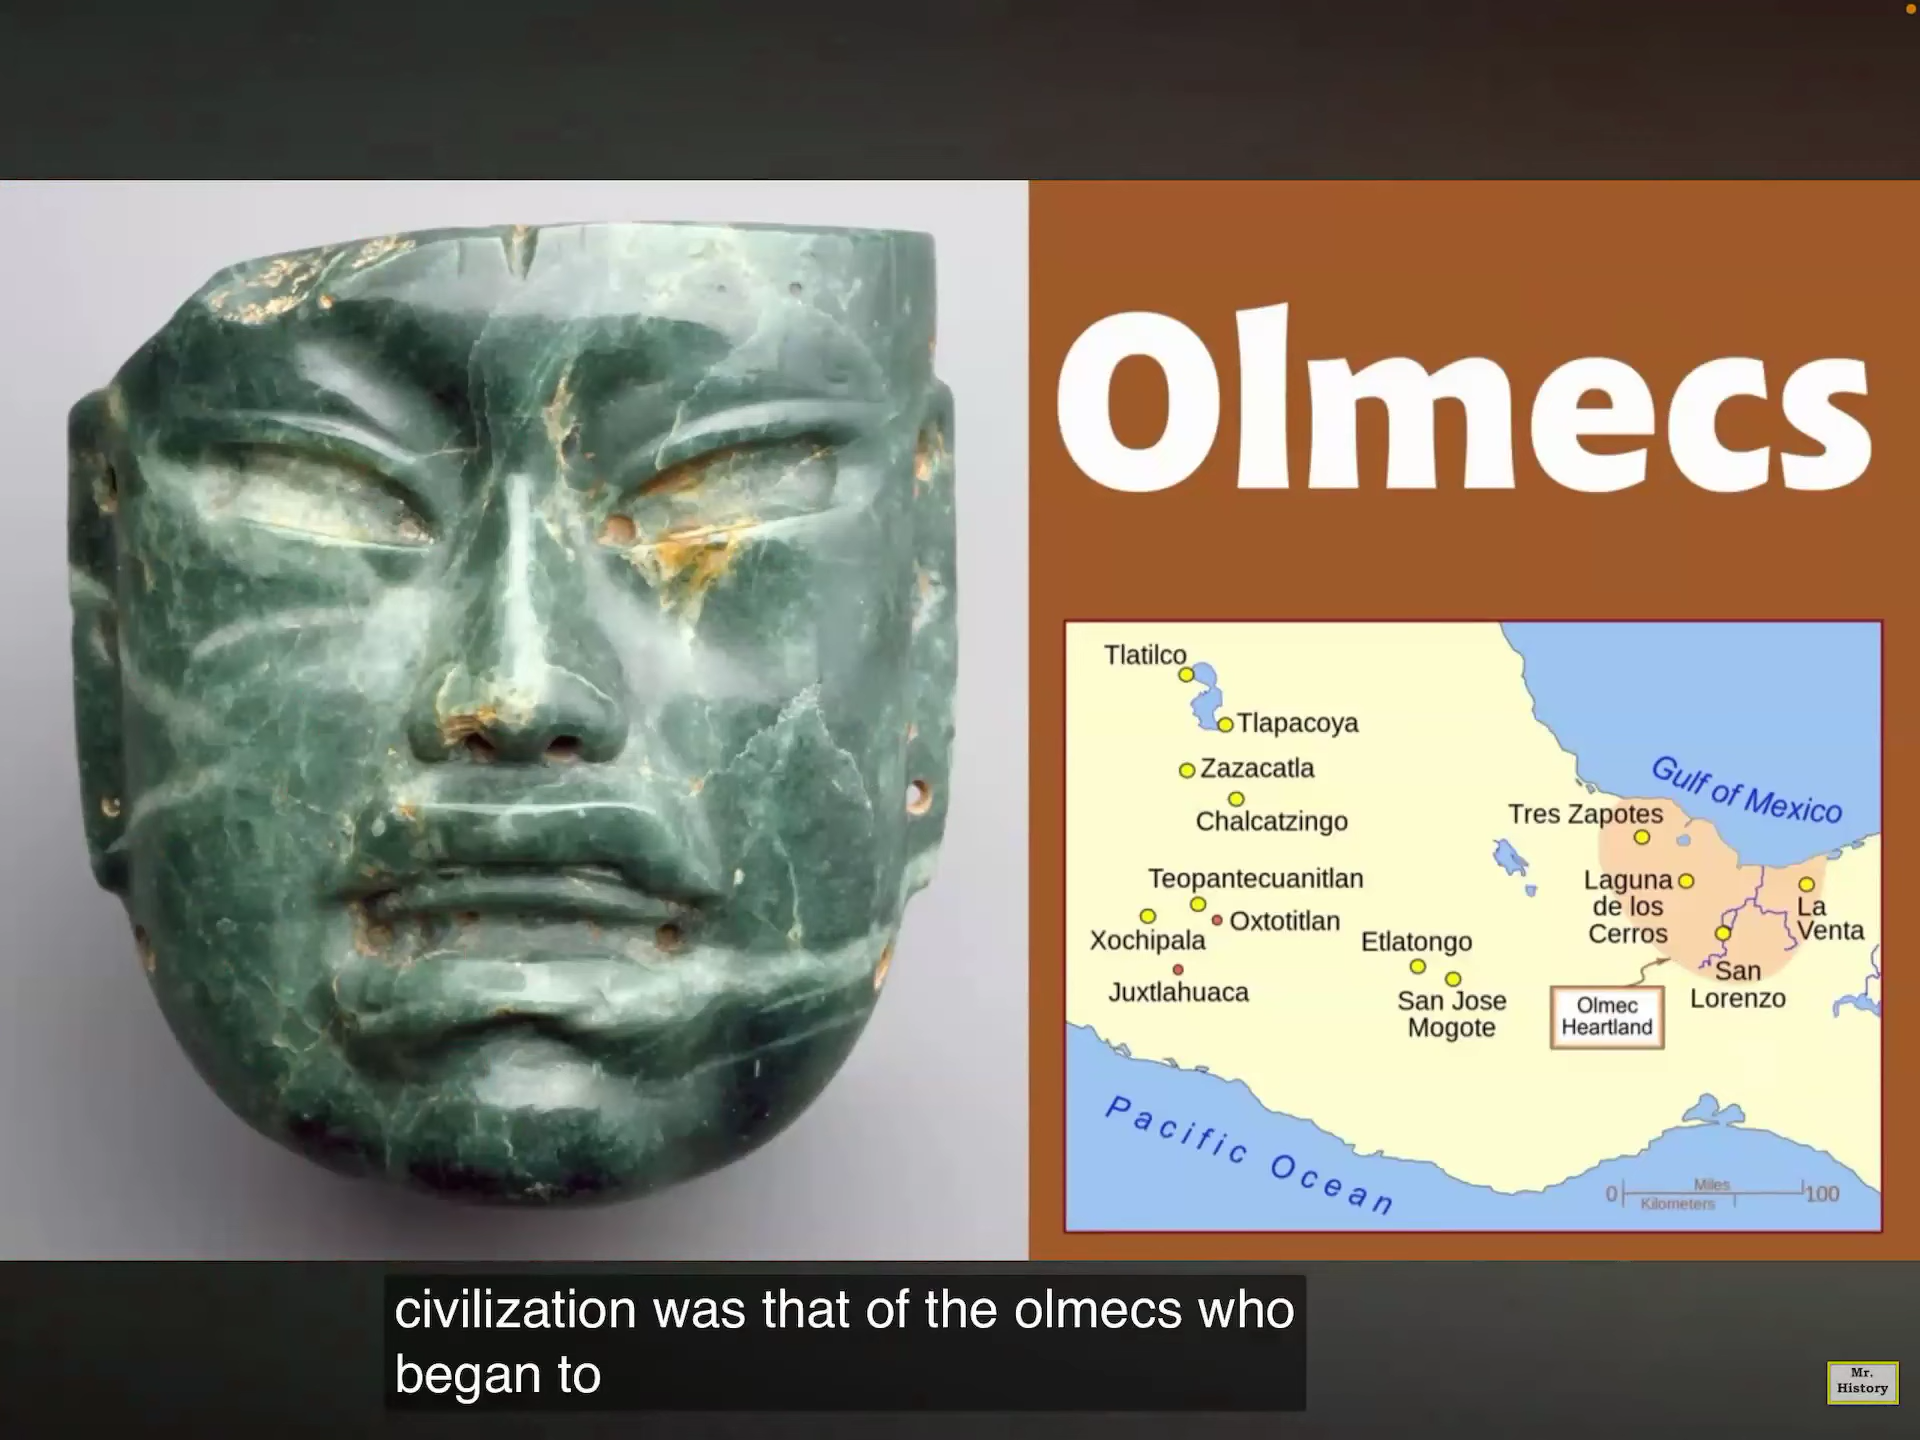 Olmecs
Tlatilco
Tlapacoya
Zazacatla
Chalcatzingo
Gulf of Mexico
Tres Zapotes
Teopantecuanitlan
Laguna
de los
Cerros
La
Venta
Oxtotitlan
Xochipala
Etlatongo
Juxtlahuaca
San Jose
Mogote
San
Lorenzo
Olmec
Heartland
Pacific Ocean
0 Miles 100
Kilometers
civilization was that of the olmecs who
began to
Mr.
History